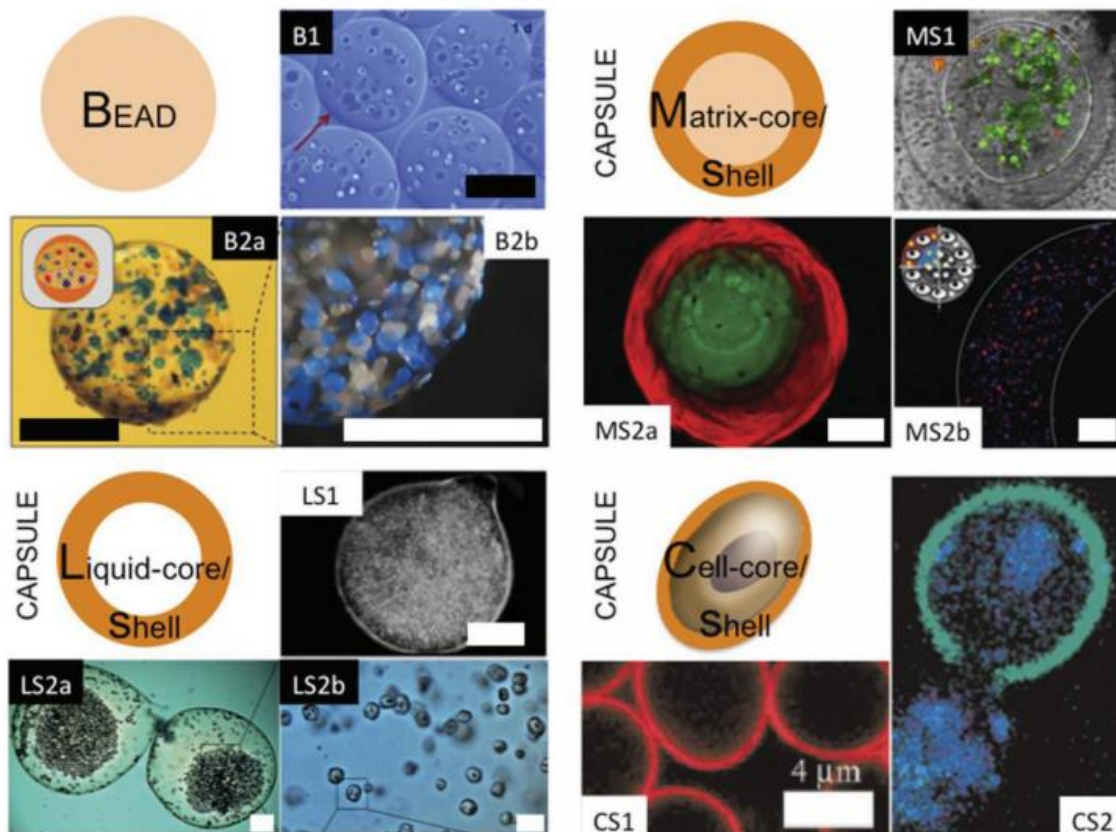 BEAD
B1
B2a
B2b
CAPSULE
Matrix-core/
Shell
MS1
MS2a
MS2b
CAPSULE
Liquid-core/
Shell
LS1
LS2a
LS2b
CAPSULE
Cell-core/
Shell
4 μm
CS1
CS2